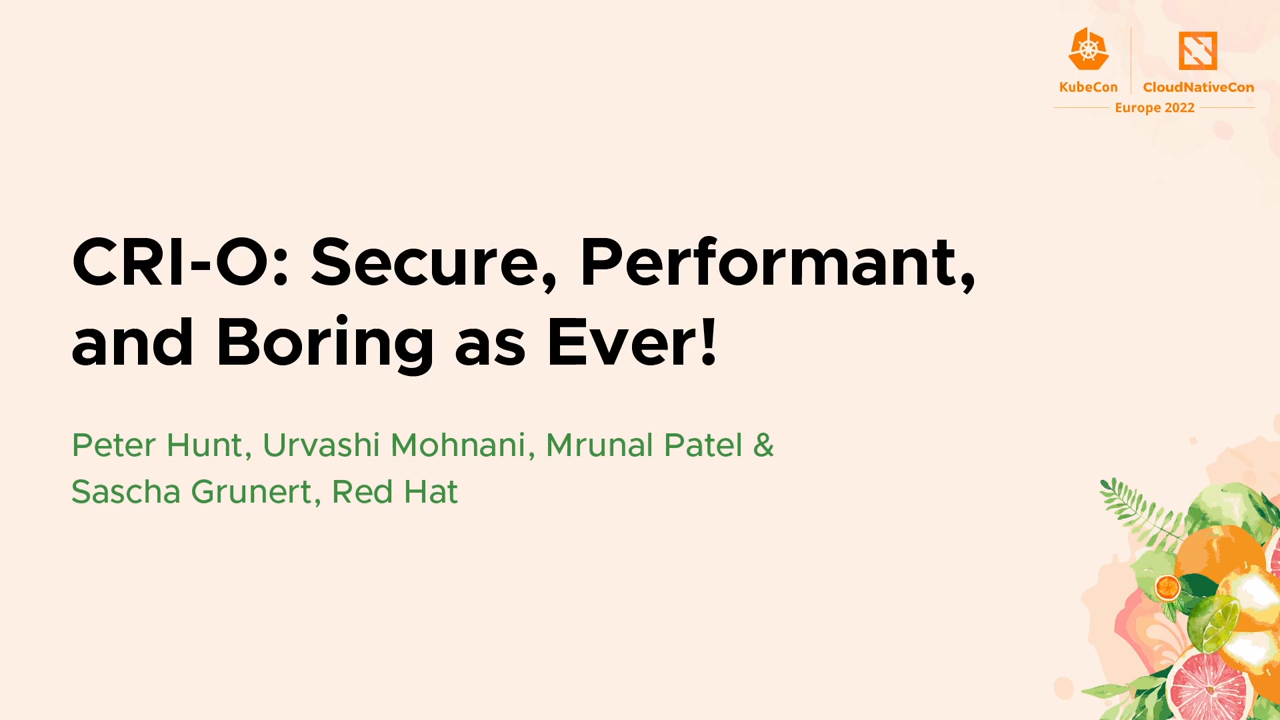 KubeCon
CloudNativeCon
Europe 2022
CRI-O: Secure, Performant,
and Boring as Ever!
Peter Hunt, Urvashi Mohnani, Mrunal Patel &
Sascha Grunert, Red Hat